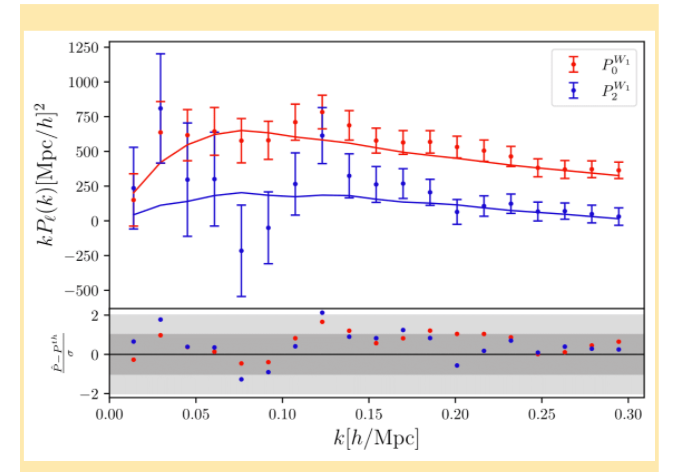 1250
1000
750
500
250
0
−250
−500
kPℓ(k)[Mpc/h]²
P₀^{W₁}
P₂^{W₁}
2
0
−2
P̂−P^{th}
σ
0.00 0.05 0.10 0.15 0.20 0.25 0.30
k[h/Mpc]